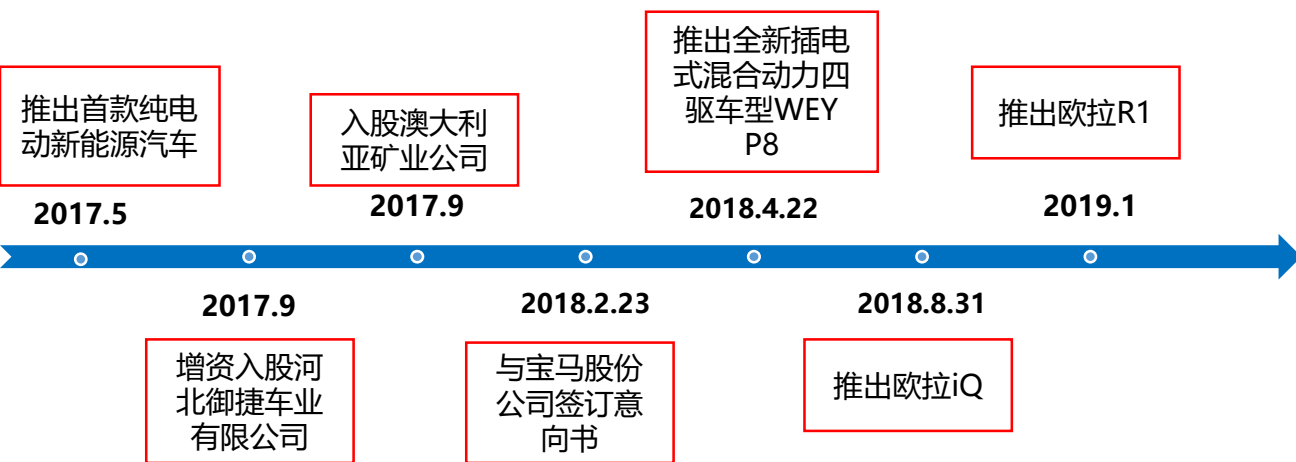 推出首款纯电
动新能源汽车
2017.5
2017.9
增资入股河
北御捷车业
有限公司
入股澳大利
亚矿业公司
2017.9
2018.2.23
与宝马股份
公司签订意
向书
推出全新插电
式混合动力四
驱车型WEY
P8
2018.4.22
2018.8.31
推出欧拉iQ
推出欧拉R1
2019.1